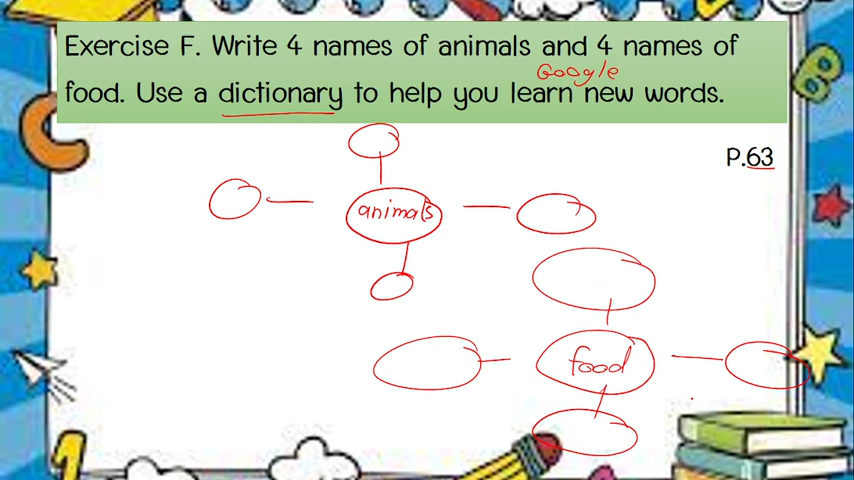 Exercise F. Write 4 names of animals and 4 names of
Google
food. Use a dictionary to help you learn new words.
P.63
animals
food